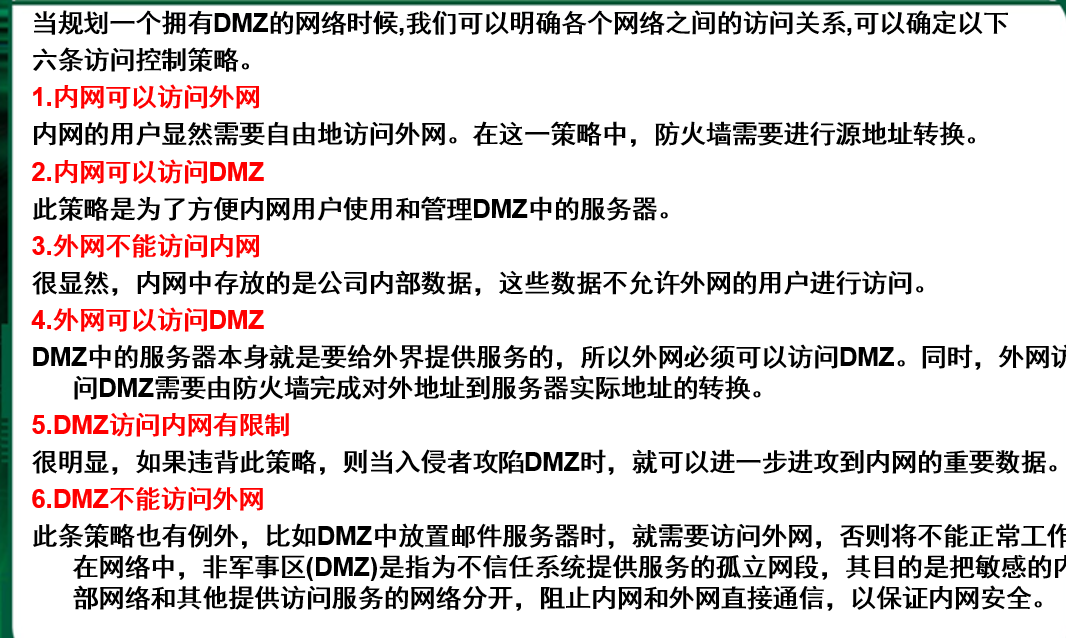 当规划一个拥有DMZ的网络时候,我们可以明确各个网络之间的访问关系,可以确定以下
六条访问控制策略。
1.内网可以访问外网
内网的用户显然需要自由地访问外网。在这一策略中，防火墙需要进行源地址转换。
2.内网可以访问DMZ
此策略是为了方便内网用户使用和管理DMZ中的服务器。
3.外网不能访问内网
很显然，内网中存放的是公司内部数据，这些数据不允许外网的用户进行访问。
4.外网可以访问DMZ
DMZ中的服务器本身就是要给外界提供服务的，所以外网必须可以访问DMZ。同时，外网访
问DMZ需要由防火墙完成对外地址到服务器实际地址的转换。
5.DMZ访问内网有限制
很明显，如果违背此策略，则当入侵者攻陷DMZ时，就可以进一步进攻到内网的重要数据。
6.DMZ不能访问外网
此条策略也有例外，比如DMZ中放置邮件服务器时，就需要访问外网，否则将不能正常工作
在网络中，非军事区(DMZ)是指为不信任系统提供服务的孤立网段，其目的是把敏感的内
部网络和其他提供访问服务的网络分开，阻止内网和外网直接通信，以保证内网安全。